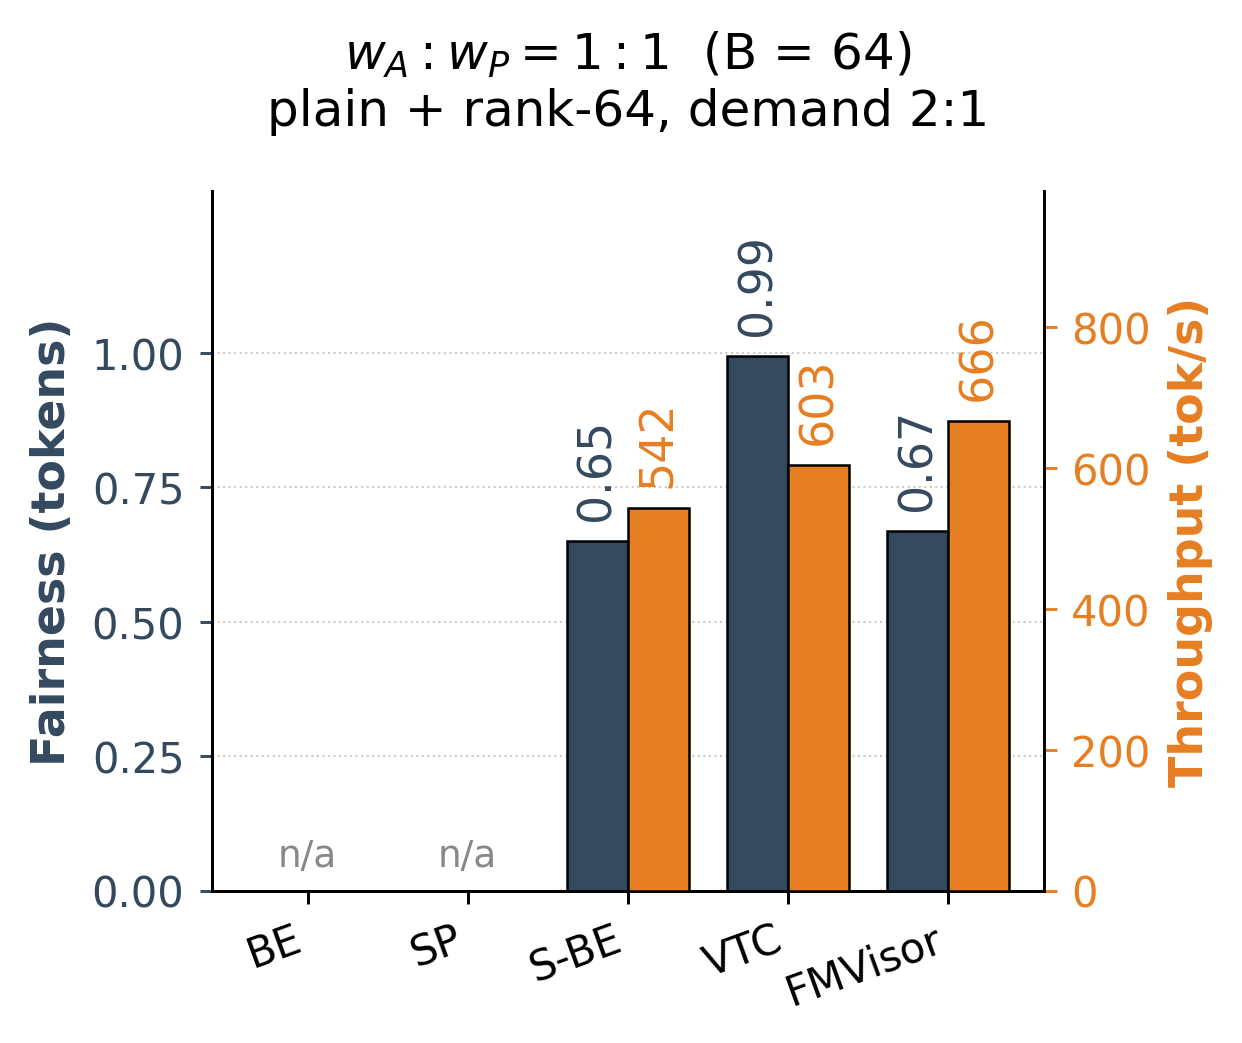 w_A : w_P = 1 : 1 (B = 64)
plain + rank-64, demand 2:1
Fairness (tokens)
1.00
0.75
0.50
0.25
0.00
n/a
n/a
0.65
542
0.99
603
0.67
666
800
600
400
200
0
Throughput (tok/s)
BE
SP
S-BE
VTC
FMVisor